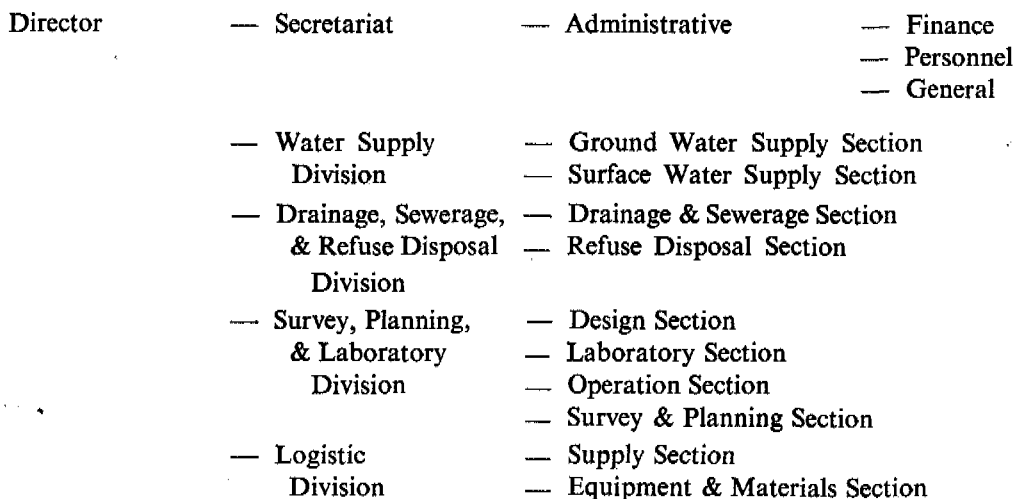 Director — Secretariat — Administrative — Finance
— Personnel
— General
— Water Supply — Ground Water Supply Section
Division — Surface Water Supply Section
— Drainage, Sewerage, — Drainage & Sewerage Section
& Refuse Disposal — Refuse Disposal Section
Division
— Survey, Planning, — Design Section
& Laboratory — Laboratory Section
Division — Operation Section
— Survey & Planning Section
— Logistic — Supply Section
Division — Equipment & Materials Section